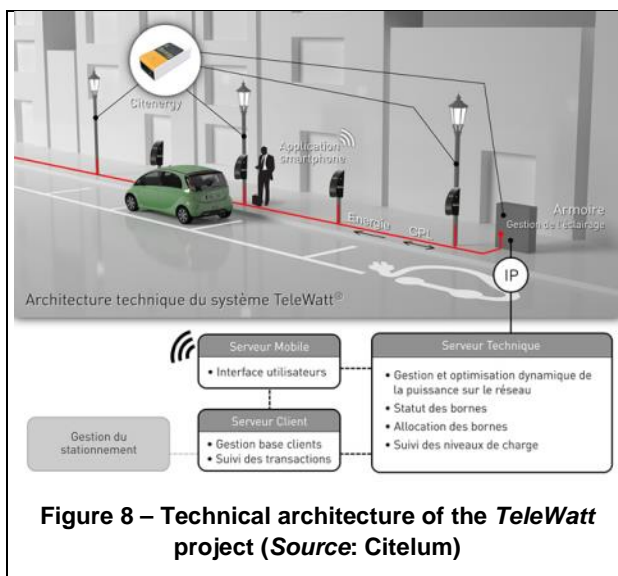 Citenergy
Application
smartphone
Energie
CPL
Armoire
Gestion de l'éclairage
IP
Architecture technique du système TeleWatt®
Serveur Mobile
• Interface utilisateurs
Serveur Technique
• Gestion et optimisation dynamique de
la puissance sur le réseau
• Statut des bornes
• Allocation des bornes
• Suivi des niveaux de charge
Serveur Client
• Gestion base clients
• Suivi des transactions
Gestion du
stationnement
Figure 8 – Technical architecture of the TeleWatt
project (Source: Citelum)